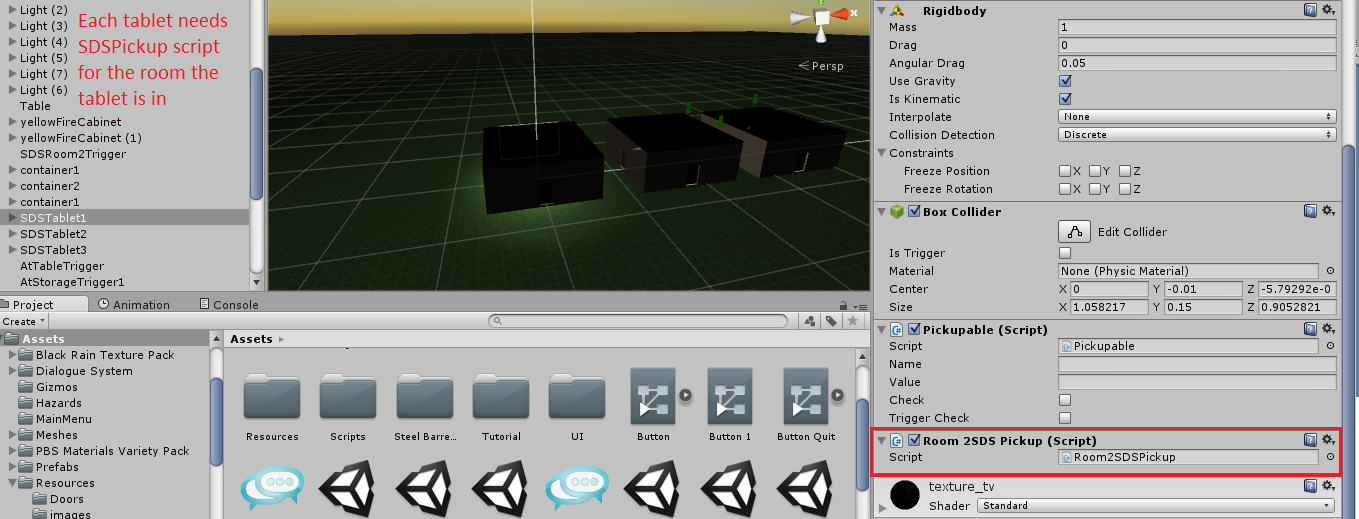 Light (2)
Light (3)
Light (4)
Light (5)
Light (7)
Light (6)
Table
yellowFireCabinet
yellowFireCabinet (1)
SDSRoom2Trigger
container1
container2
container1
SDSTablet1
SDSTablet2
SDSTablet3
AtTableTrigger
AtStorageTrigger1
Each tablet needs
SDSPickup script
for the room the
tablet is in
x
Persp
Project
Animation
Console
Create
Assets
Black Rain Texture Pack
Dialogue System
Gizmos
Hazards
MainMenu
Meshes
PBS Materials Variety Pack
Prefabs
Resources
Doors
images
Assets
Resources
Scripts
Steel Barre...
Tutorial
UI
Button
Button 1
Button Quit
Rigidbody
Mass 1
Drag 0
Angular Drag 0.05
Use Gravity
Is Kinematic
Interpolate None
Collision Detection Discrete
Constraints
Freeze Position X Y Z
Freeze Rotation X Y Z
Box Collider
Edit Collider
Is Trigger
Material None (Physic Material)
Center X 0 Y -0.01 Z -5.79292e-0
Size X 1.058217 Y 0.15 Z 0.9052821
Pickupable (Script)
Script Pickupable
Name
Value
Check
Trigger Check
Room 2SDS Pickup (Script)
Script Room2SDSPickup
texture_tv
Shader Standard